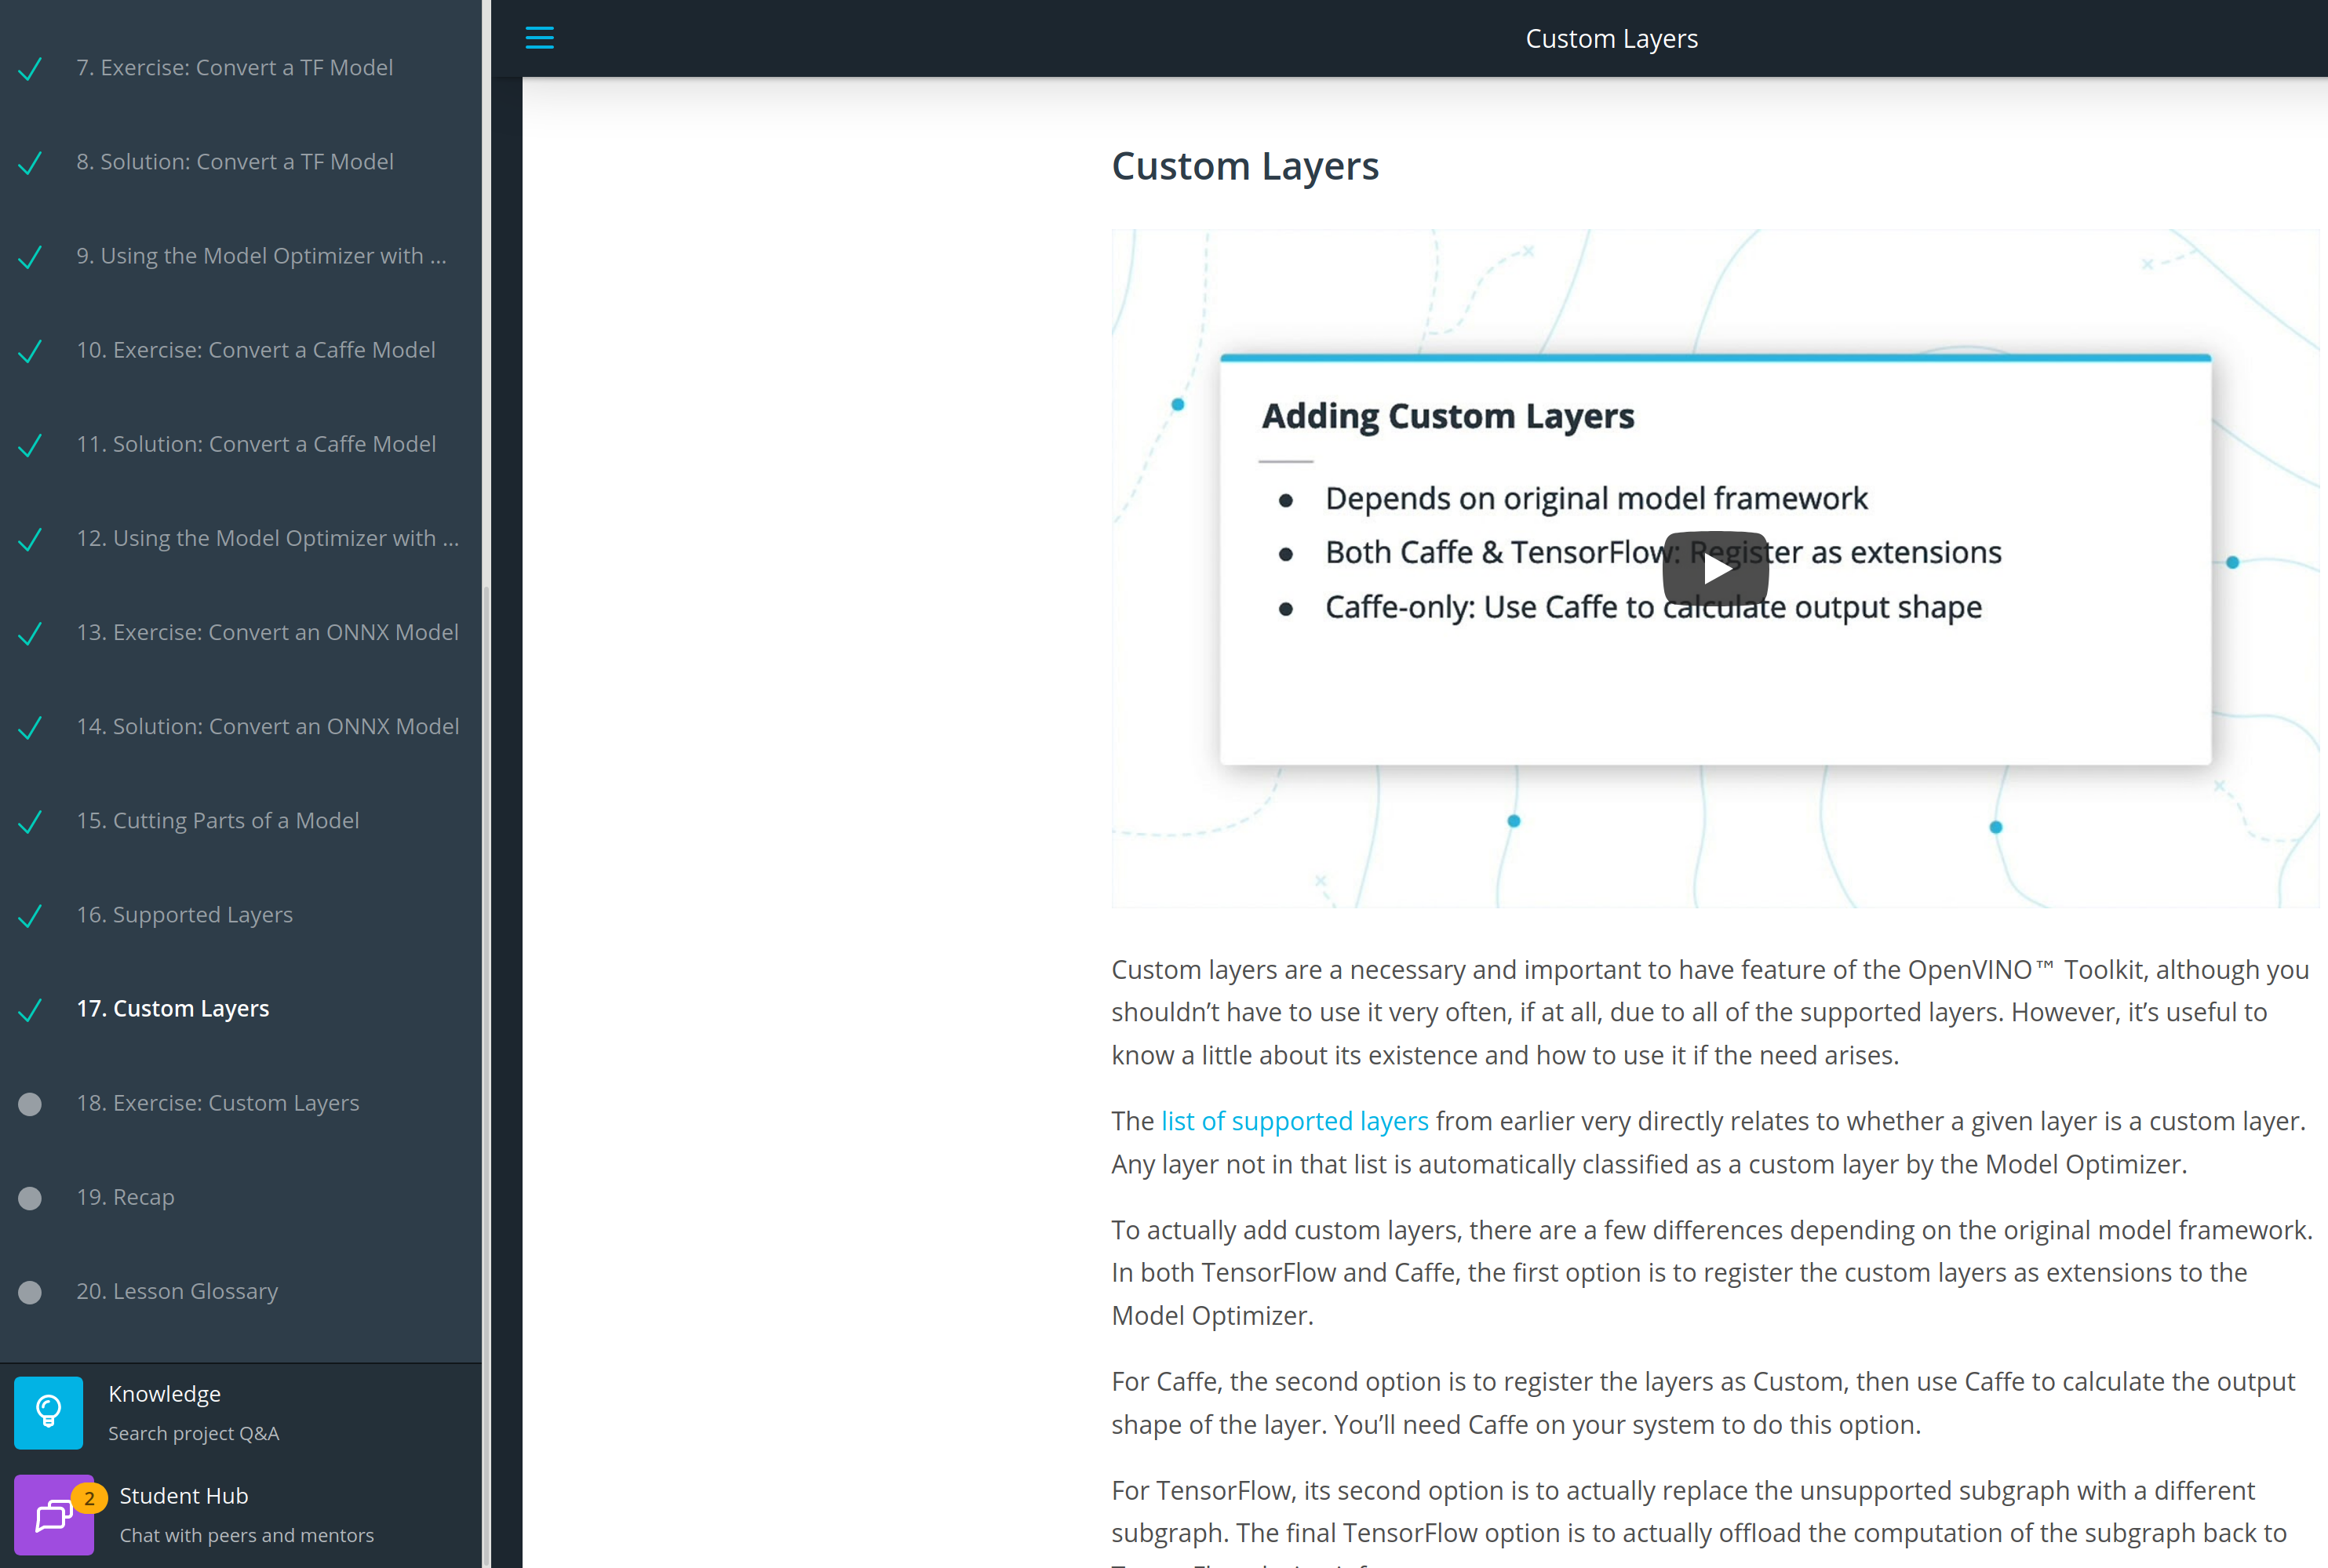 7. Exercise: Convert a TF Model
8. Solution: Convert a TF Model
9. Using the Model Optimizer with ...
10. Exercise: Convert a Caffe Model
11. Solution: Convert a Caffe Model
12. Using the Model Optimizer with ...
13. Exercise: Convert an ONNX Model
14. Solution: Convert an ONNX Model
15. Cutting Parts of a Model
16. Supported Layers
17. Custom Layers
18. Exercise: Custom Layers
19. Recap
20. Lesson Glossary
Knowledge
Search project Q&A
2
Student Hub
Chat with peers and mentors
Custom Layers
Custom Layers
Adding Custom Layers
Depends on original model framework
Both Caffe & TensorFlow: Register as extensions
Caffe-only: Use Caffe to calculate output shape
Custom layers are a necessary and important to have feature of the OpenVINO™ Toolkit, although you
shouldn’t have to use it very often, if at all, due to all of the supported layers. However, it’s useful to
know a little about its existence and how to use it if the need arises.
The list of supported layers from earlier very directly relates to whether a given layer is a custom layer.
Any layer not in that list is automatically classified as a custom layer by the Model Optimizer.
To actually add custom layers, there are a few differences depending on the original model framework.
In both TensorFlow and Caffe, the first option is to register the custom layers as extensions to the
Model Optimizer.
For Caffe, the second option is to register the layers as Custom, then use Caffe to calculate the output
shape of the layer. You’ll need Caffe on your system to do this option.
For TensorFlow, its second option is to actually replace the unsupported subgraph with a different
subgraph. The final TensorFlow option is to actually offload the computation of the subgraph back to